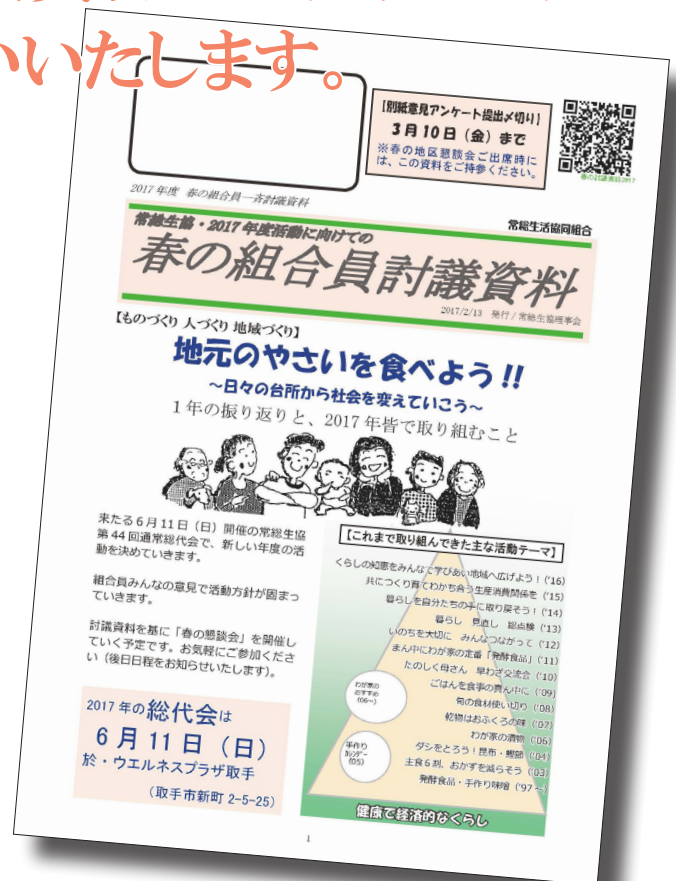 いいたします。
【別紙意見アンケート提出〆切り】
3月10日（金）まで
※春の地区懇談会ご出席時に
は、この資料をご持参ください。
春の討議資料2017
2017年度 春の組合員一斉討議資料
常総生活協同組合
常総生協・2017年度活動に向けての
春の組合員討議資料
2017/2/13 発行/常総生協理事会
【ものづくり 人づくり 地域づくり】
地元のやさいを食べよう!!
～日々の台所から社会を変えていこう～
1年の振り返りと、2017年皆で取り組むこと
来たる6月11日（日）開催の常総生協
第44回通常総代会で、新しい年度の活
動を決めていきます。
組合員みんなの意見で活動方針が固まっ
ていきます。
討議資料を基に「春の懇談会」を開催し
ていく予定です。お気軽にご参加くださ
い（後日日程をお知らせいたします）。
2017年の総代会は
6月11日（日）
於・ウエルネスプラザ取手
（取手市新町2-5-25）
【これまで取り組んできた主な活動テーマ】
くらしの知恵をみんなで学びあい地域へ広げよう！('16)
共につくり育てわかち合う生産消費関係を ('15)
暮らしを自分たちの手に取り戻そう！('14)
暮らし 見直し 総点検 ('13)
いのちを大切に みんなつながって ('12)
まん中にわが家の定番「発酵食品」('11)
たのしく母さん 早わざ交流会 ('10)
ごはんを食事の真ん中に ('09)
旬の食材使い切り ('08)
乾物はおふくろの味 ('07)
わが家の漬物 ('06)
ダシをとろう！昆布・鰹節 ('04)
主食6割、おかずを減らそう ('03)
発酵食品・手作り味噌 ('97～)
わが家の
おすすめ
(06～)
手作り
カレンダー
(05)
健康で経済的なくらし
1